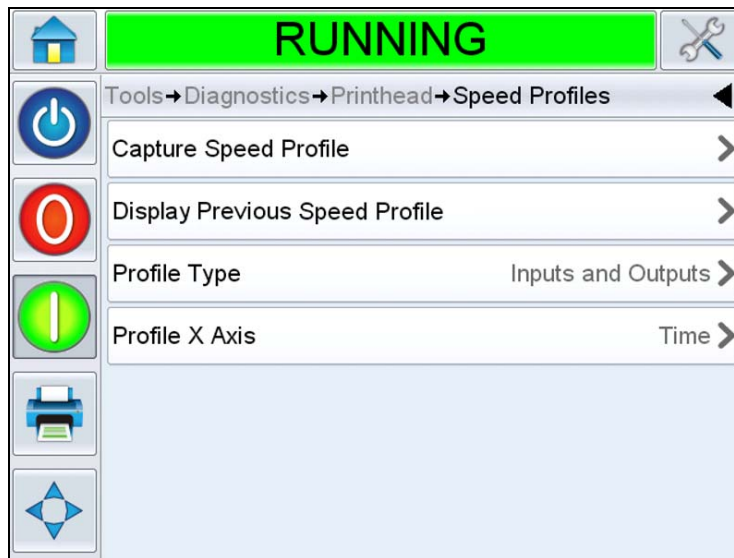 RUNNING
Tools→Diagnostics→Printhead→Speed Profiles
Capture Speed Profile
Display Previous Speed Profile
Profile Type Inputs and Outputs
Profile X Axis Time